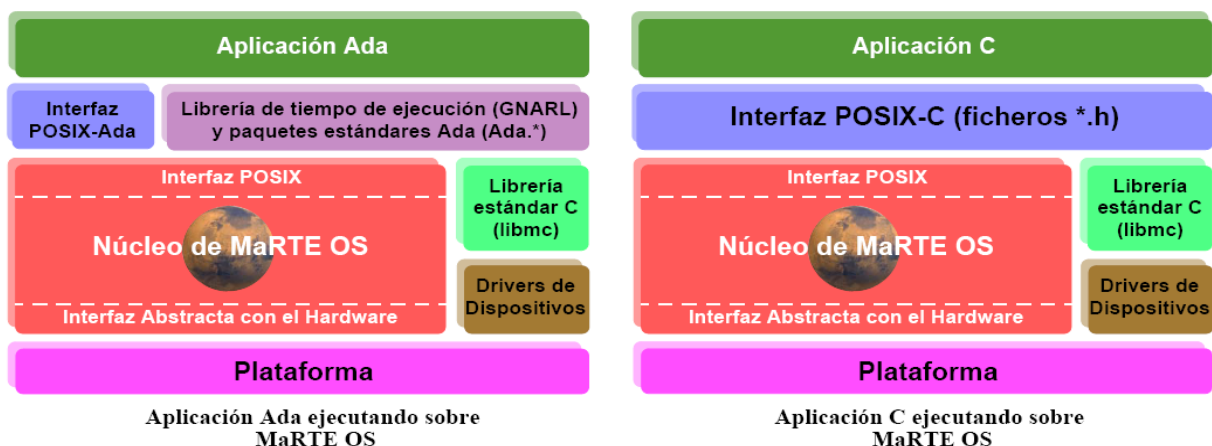 Aplicación Ada
Interfaz
POSIX-Ada
Librería de tiempo de ejecución (GNARL)
y paquetes estándares Ada (Ada.*)
Interfaz POSIX
Núcleo de MaRTE OS
Interfaz Abstracta con el Hardware
Librería
estándar C
(libmc)
Drivers de
Dispositivos
Plataforma
Aplicación Ada ejecutando sobre
MaRTE OS
Aplicación C
Interfaz POSIX-C (ficheros *.h)
Interfaz POSIX
Núcleo de MaRTE OS
Interfaz Abstracta con el Hardware
Librería
estándar C
(libmc)
Drivers de
Dispositivos
Plataforma
Aplicación C ejecutando sobre
MaRTE OS